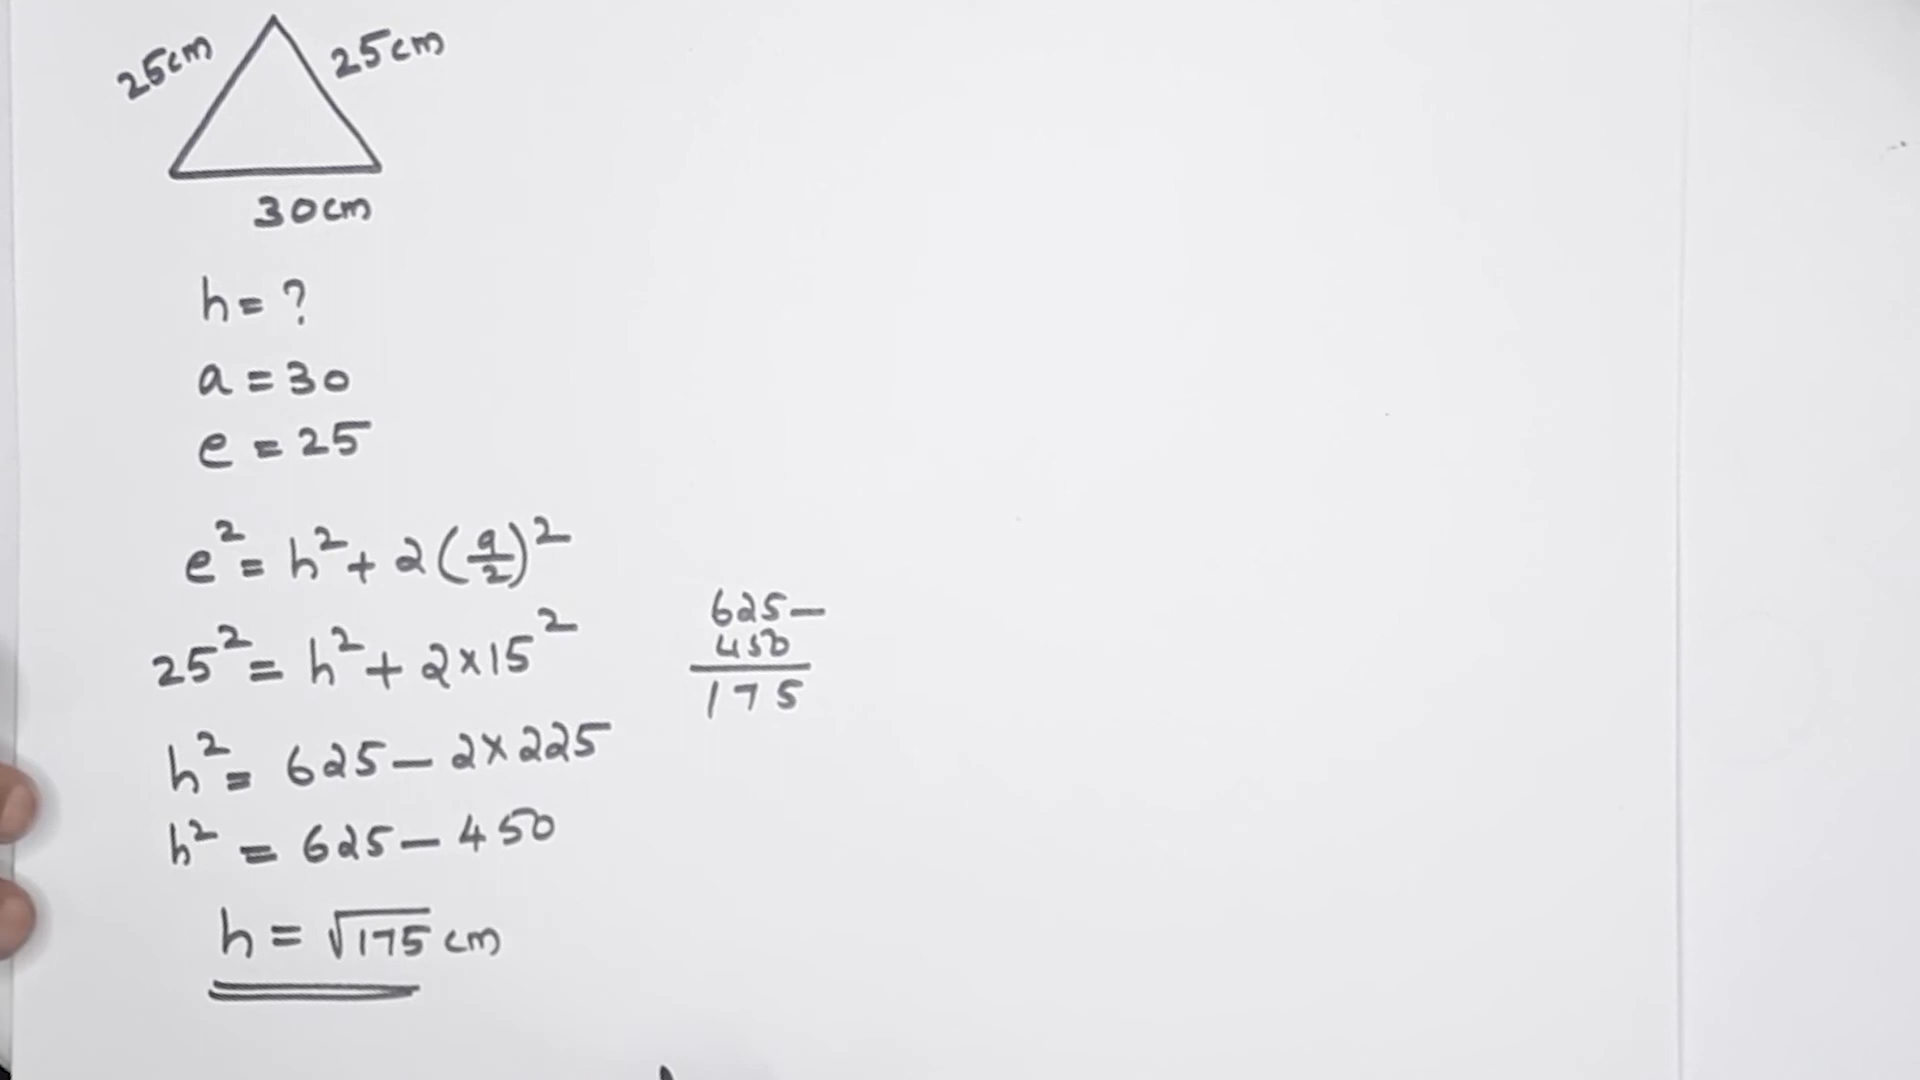 25cm
25cm
30cm
h = ?
a = 30
e = 25
e² = h² + 2(a/2)²
25² = h² + 2×15²
625-
450
175
h² = 625 - 2×225
h² = 625 - 450
h = √175 cm